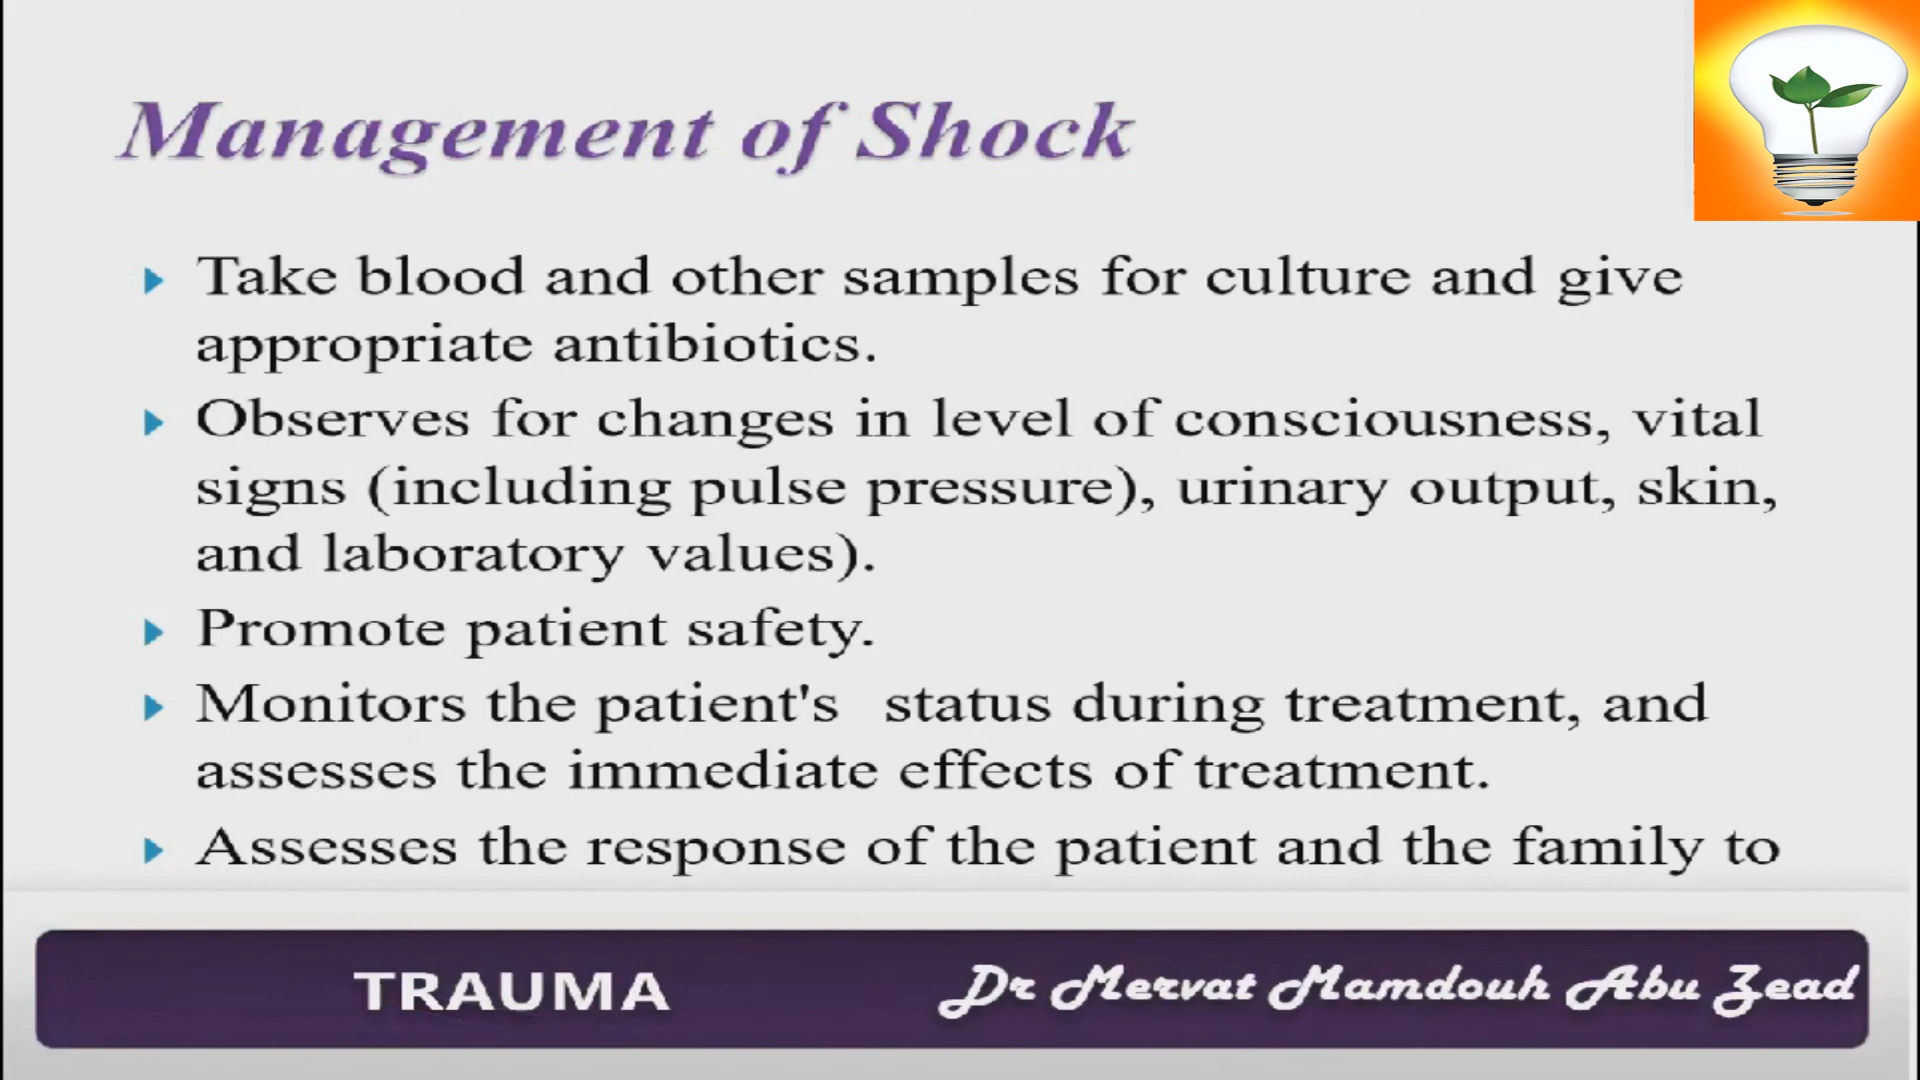 Management of Shock
Take blood and other samples for culture and give
appropriate antibiotics.
Observes for changes in level of consciousness, vital
signs (including pulse pressure), urinary output, skin,
and laboratory values).
Promote patient safety.
Monitors the patient's status during treatment, and
assesses the immediate effects of treatment.
Assesses the response of the patient and the family to
TRAUMA
Dr Mervat Mamdouh Abu Zead